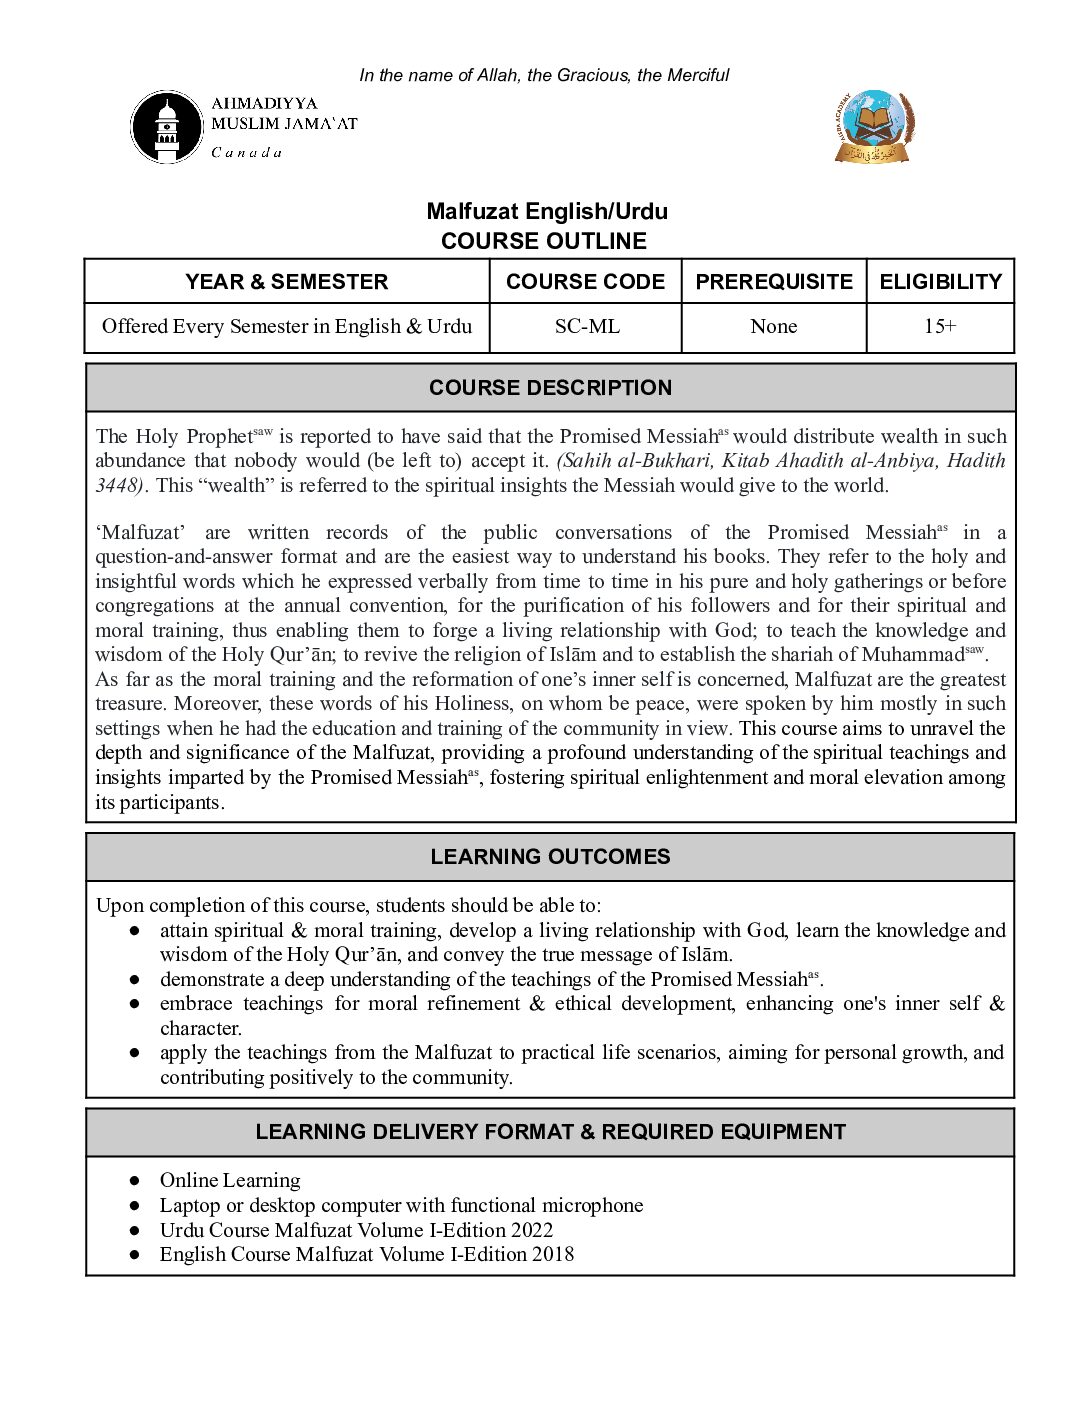 In the name of Allah, the Gracious, the Merciful
AHMADIYYA
MUSLIM JAMA‛AT
Canada
Malfuzat English/Urdu
COURSE OUTLINE
YEAR & SEMESTER COURSE CODE PREREQUISITE ELIGIBILITY
Offered Every Semester in English & Urdu SC-ML None 15+
COURSE DESCRIPTION
The Holy Prophetsaw is reported to have said that the Promised Messiahas would distribute wealth in such
abundance that nobody would (be left to) accept it. (Sahih al-Bukhari, Kitab Ahadith al-Anbiya, Hadith
3448). This “wealth” is referred to the spiritual insights the Messiah would give to the world.
‘Malfuzat’ are written records of the public conversations of the Promised Messiahas in a
question-and-answer format and are the easiest way to understand his books. They refer to the holy and
insightful words which he expressed verbally from time to time in his pure and holy gatherings or before
congregations at the annual convention, for the purification of his followers and for their spiritual and
moral training, thus enabling them to forge a living relationship with God; to teach the knowledge and
wisdom of the Holy Qur’ān; to revive the religion of Islām and to establish the shariah of Muhammadsaw.
As far as the moral training and the reformation of one’s inner self is concerned, Malfuzat are the greatest
treasure. Moreover, these words of his Holiness, on whom be peace, were spoken by him mostly in such
settings when he had the education and training of the community in view. This course aims to unravel the
depth and significance of the Malfuzat, providing a profound understanding of the spiritual teachings and
insights imparted by the Promised Messiahas, fostering spiritual enlightenment and moral elevation among
its participants.
LEARNING OUTCOMES
Upon completion of this course, students should be able to:
● attain spiritual & moral training, develop a living relationship with God, learn the knowledge and
wisdom of the Holy Qur’ān, and convey the true message of Islām.
● demonstrate a deep understanding of the teachings of the Promised Messiahas.
● embrace teachings for moral refinement & ethical development, enhancing one's inner self &
character.
● apply the teachings from the Malfuzat to practical life scenarios, aiming for personal growth, and
contributing positively to the community.
LEARNING DELIVERY FORMAT & REQUIRED EQUIPMENT
● Online Learning
● Laptop or desktop computer with functional microphone
● Urdu Course Malfuzat Volume I-Edition 2022
● English Course Malfuzat Volume I-Edition 2018